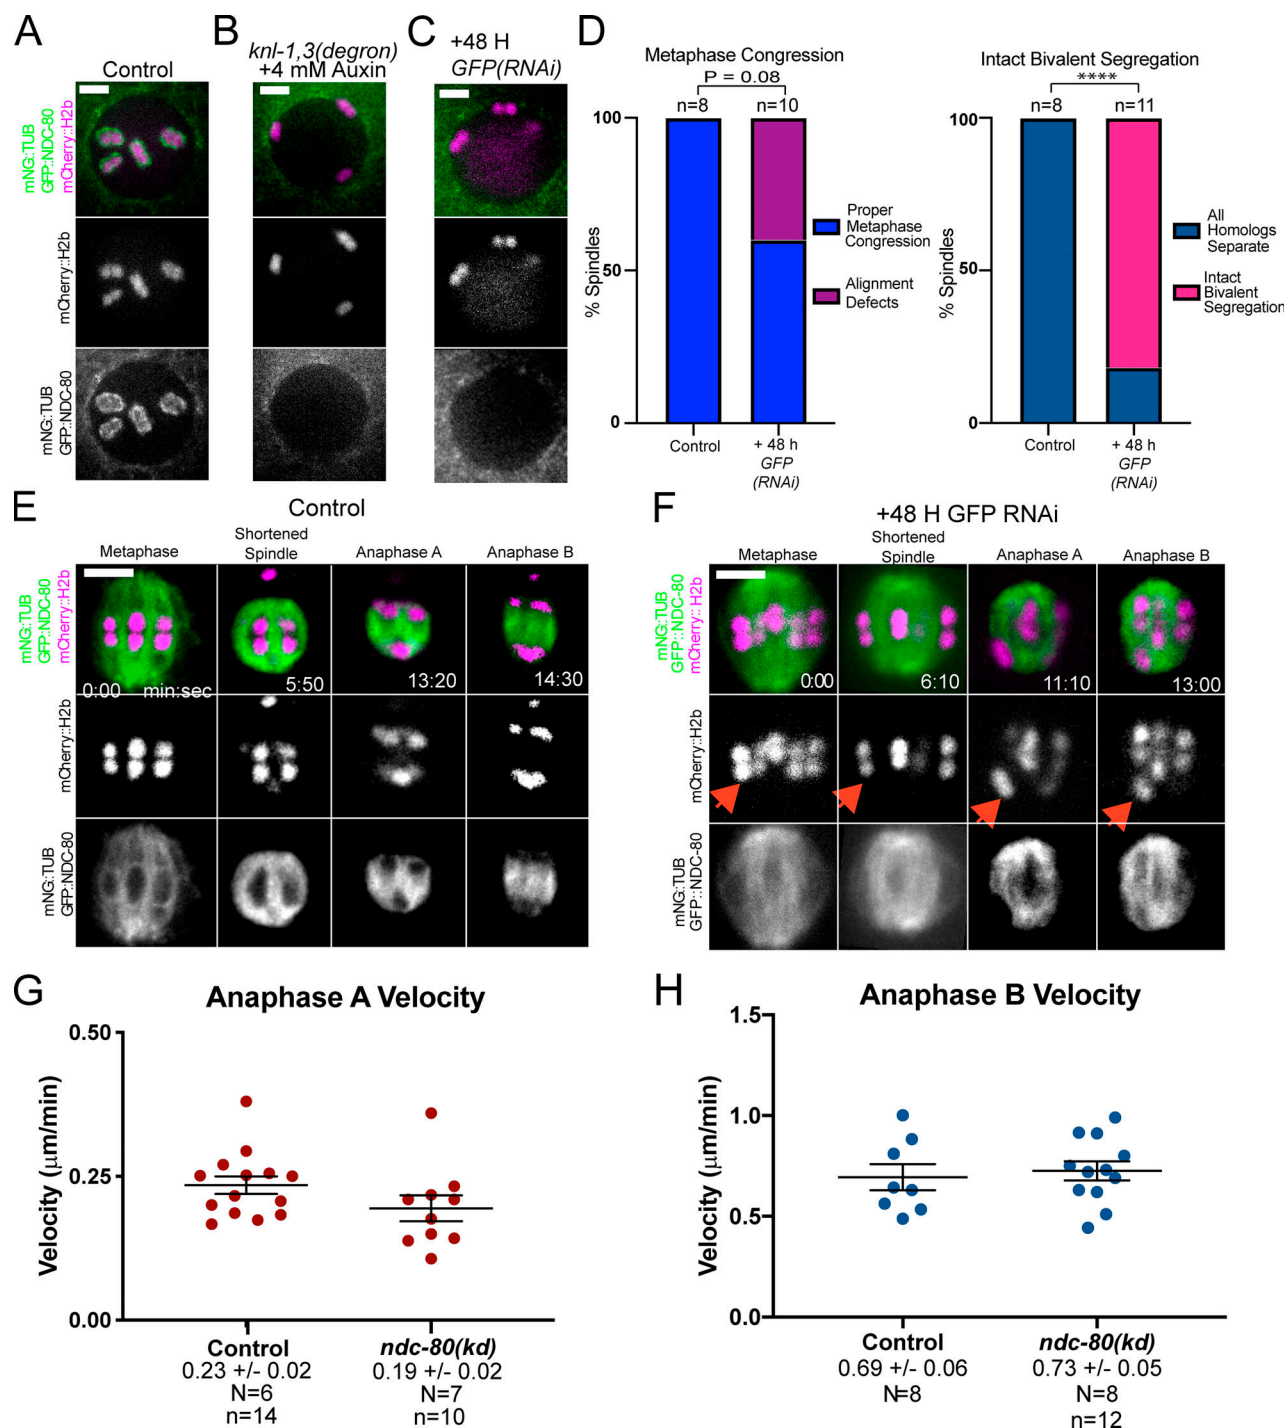 A
Control
mNG::TUB
GFP::NDC-80
mCherry::H2b
mCherry::H2b
mNG::TUB
GFP::NDC-80
B
knl-1,3(degron)
+4 mM Auxin
C
+48 H
GFP(RNAi)
D
Metaphase Congression
P = 0.08
n=8
n=10
% Spindles
100
50
0
Control
+ 48 h
GFP
(RNAi)
Proper
Metaphase
Congression
Alignment
Defects
Intact Bivalent Segregation
****
n=8
n=11
% Spindles
100
50
0
Control
+ 48 h
GFP
(RNAi)
All
Homologs
Separate
Intact
Bivalent
Segregation
E
Control
Metaphase
Shortened
Spindle
Anaphase A
Anaphase B
mNG::TUB
GFP::NDC-80
mCherry::H2b
0:00 min:sec
5:50
13:20
14:30
mCherry::H2b
mNG::TUB
GFP::NDC-80
F
+48 H GFP RNAi
Metaphase
Shortened
Spindle
Anaphase A
Anaphase B
mNG::TUB
GFP::NDC-80
mCherry:: H2b
0:00
6:10
11:10
13:00
mCherry::H2b
mNG::TUB
GFP::NDC-80
G
Anaphase A Velocity
Velocity (μm/min)
0.50
0.25
0.00
Control
0.23 +/- 0.02
N=6
n=14
ndc-80(kd)
0.19 +/- 0.02
N=7
n=10
H
Anaphase B Velocity
Velocity (μm/min)
1.5
1.0
0.5
0.0
Control
0.69 +/- 0.06
N=8
ndc-80(kd)
0.73 +/- 0.05
N=8
n=12